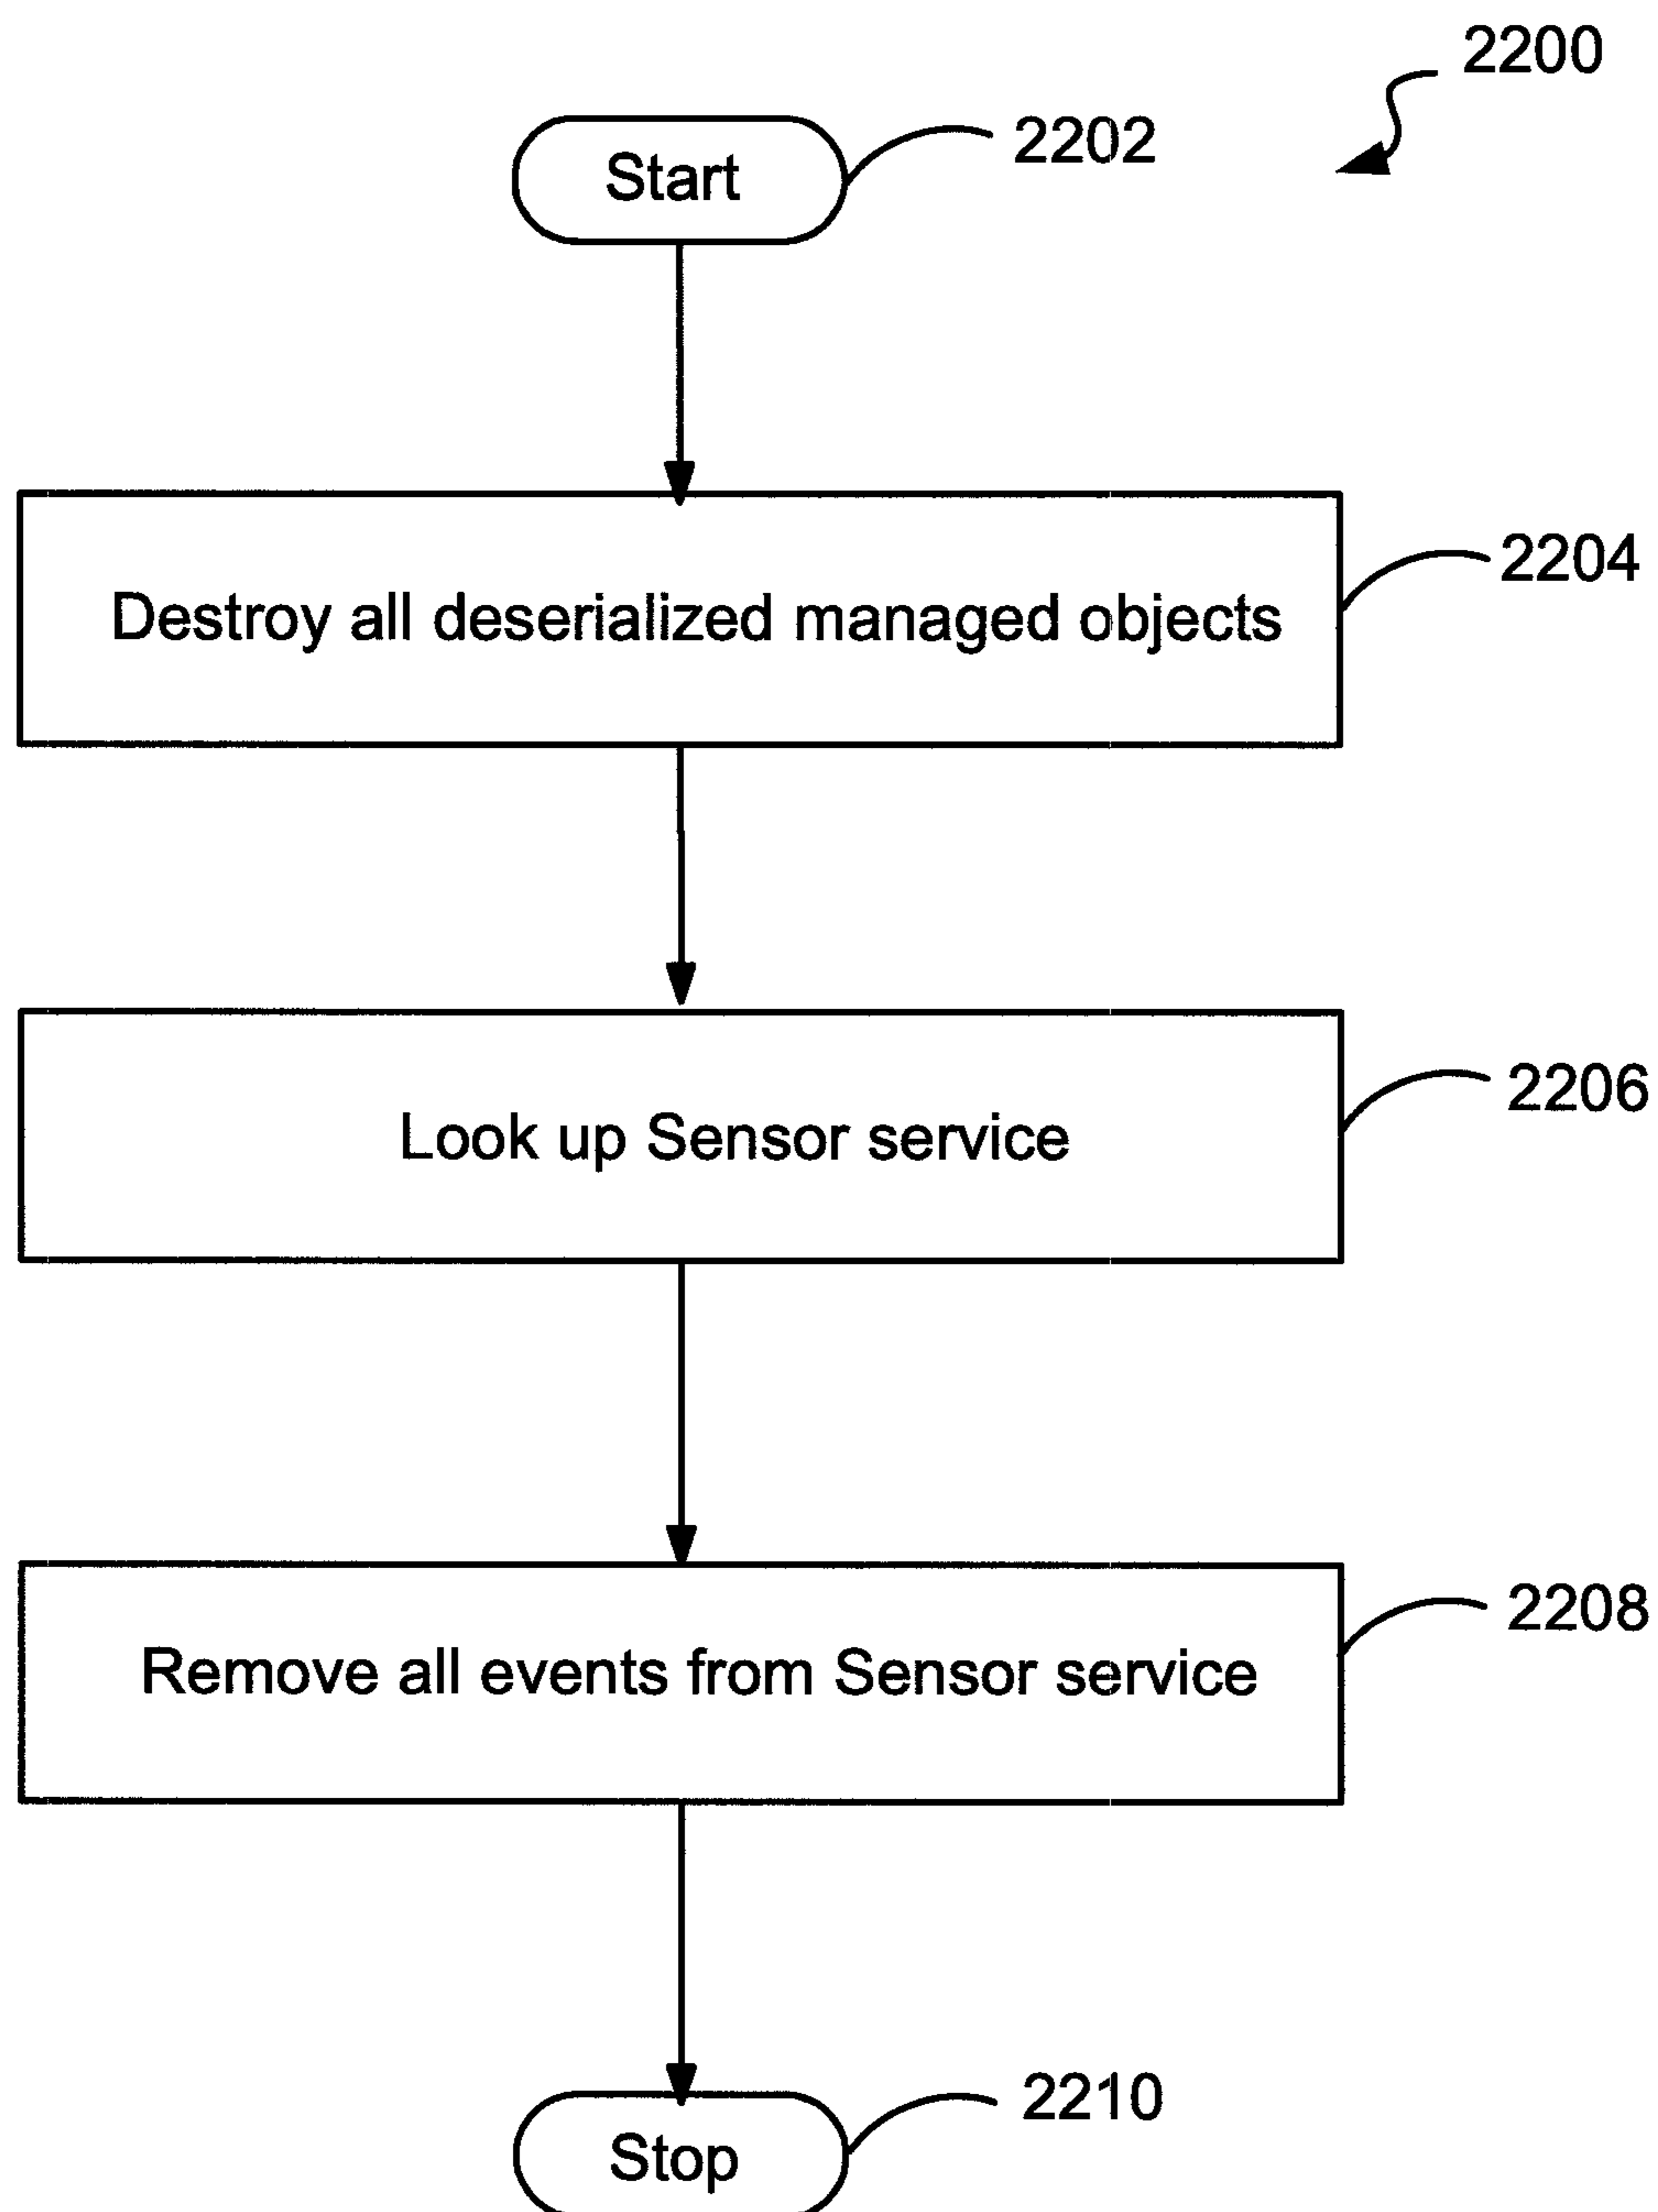 2200
Start
2202
Destroy all deserialized managed objects
2204
Look up Sensor service
2206
Remove all events from Sensor service
2208
Stop
2210